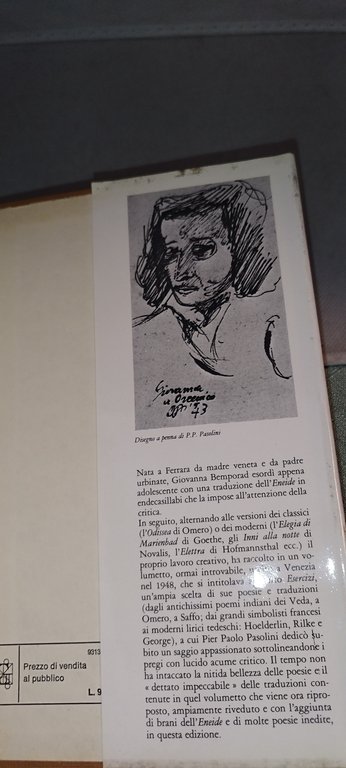 Giovanna
Disegno a penna di P.P. Pasolini
Nata a Ferrara da madre veneta e da padre
urbinate, Giovanna Bemporad esordì appena
adolescente con una traduzione dell'Eneide in
endecasillabi che la impose all'attenzione della
critica.
In seguito, alternando alle versioni dei classici
(l'Odissea di Omero) o dei moderni (l'Elegia di
Marienbad di Goethe, gli Inni alla notte di
Novalis, l'Elettra di Hofmannsthal ecc.) il
proprio lavoro creativo, ha raccolto in un vo-
lumetto, ormai introvabile, a Venezia
nel 1948, che si intitolava Esercizi,
un'ampia scelta di sue poesie e traduzioni
(dagli antichissimi poemi indiani dei Veda, a
Omero, a Saffo; dai grandi simbolisti francesi
ai moderni lirici tedeschi: Hoelderlin, Rilke e
George), a cui Pier Paolo Pasolini dedicò su-
bito un saggio appassionato sottolineandone i
pregi con lucido acume critico. Il tempo non
ha intaccato la nitida bellezza delle poesie e il
« dettato impeccabile » delle traduzioni con-
tenute in quel volumetto che viene ora ripro-
posto, ampiamente riveduto e con l'aggiunta
di brani dell'Eneide e di molte poesie inedite,
in questa edizione.
9313
Prezzo di vendita
al pubblico
L. 9